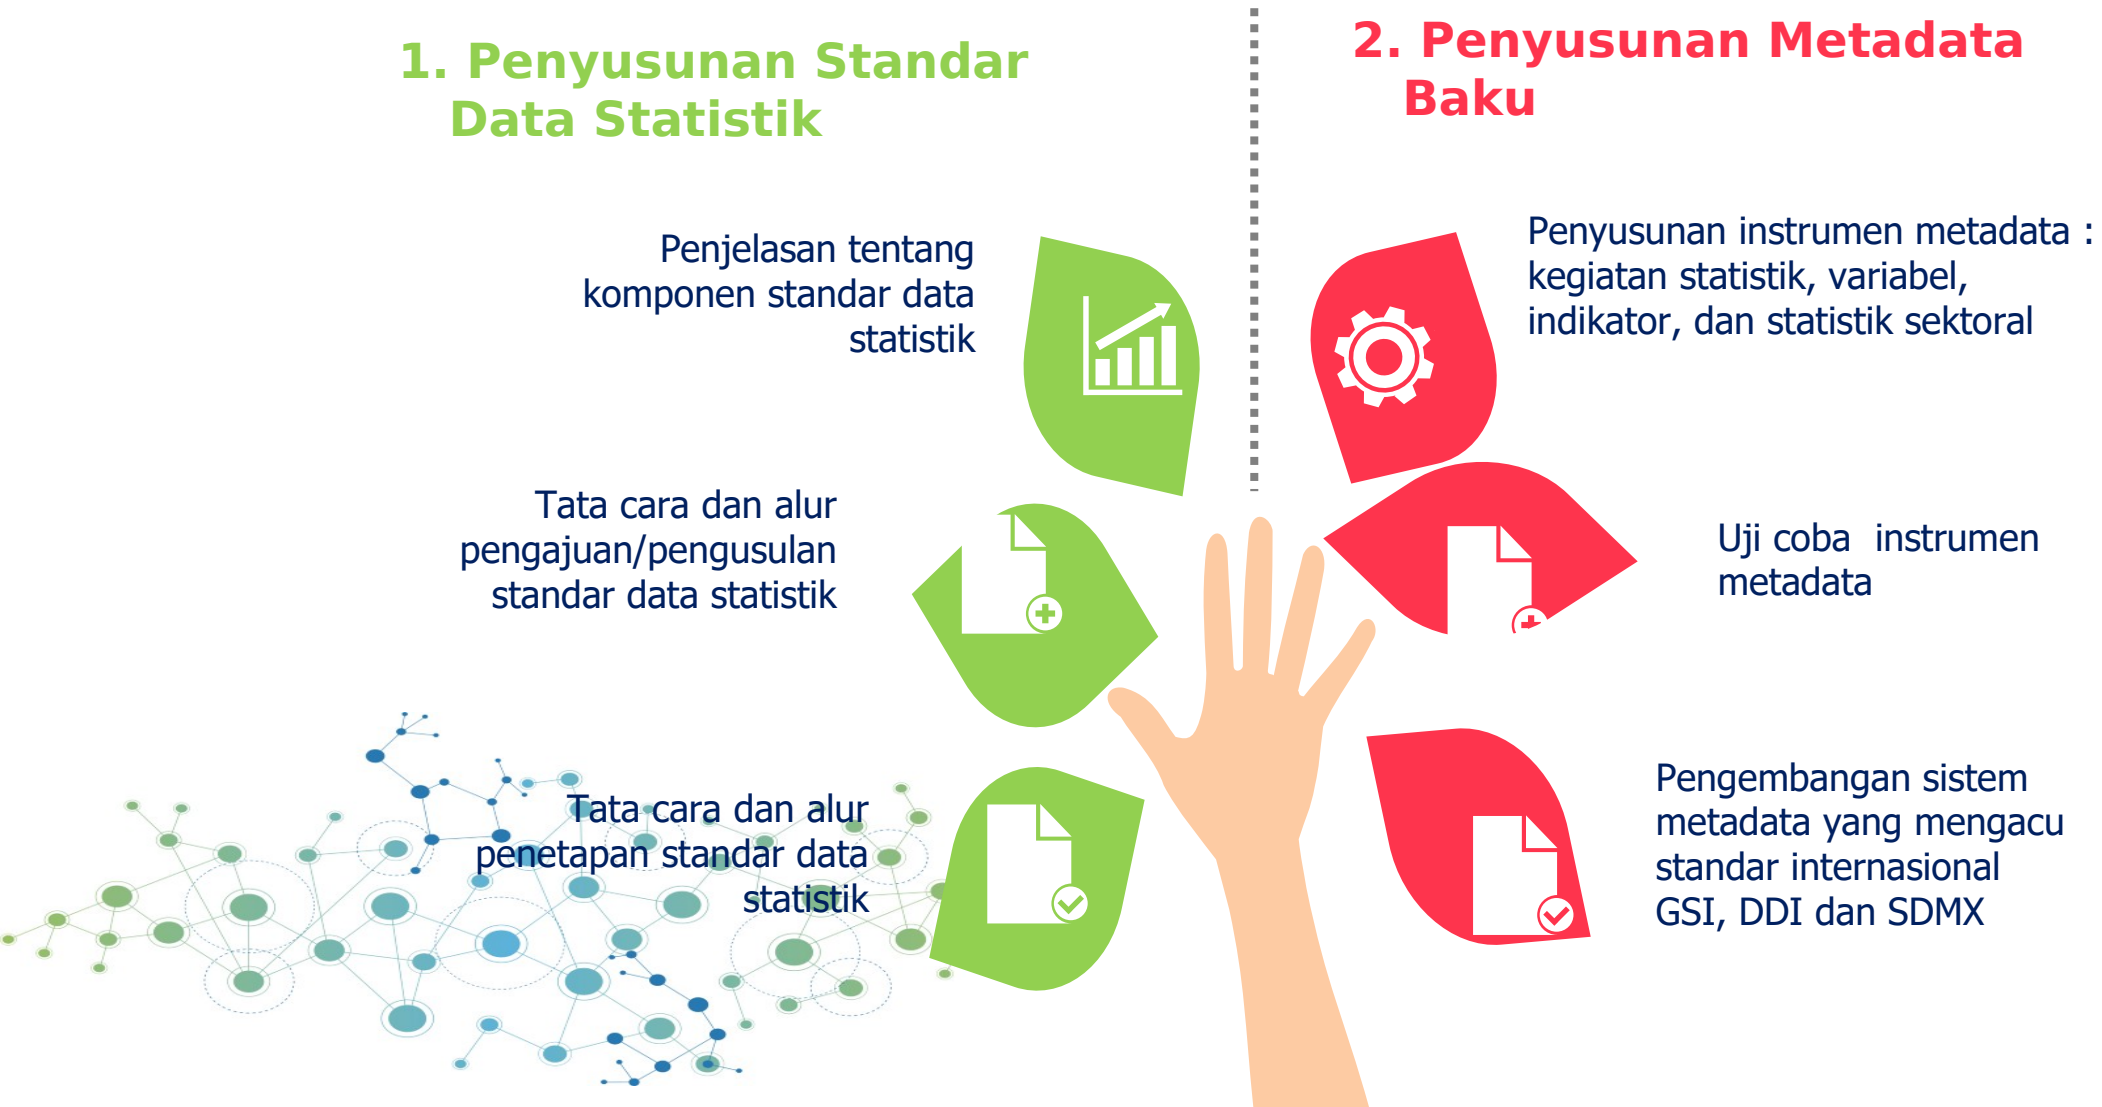 1. Penyusunan Standar
Data Statistik
Penjelasan tentang
komponen standar data
statistik
Tata cara dan alur
pengajuan/pengusulan
standar data statistik
Tata cara dan alur
penetapan standar data
statistik
2. Penyusunan Metadata
Baku
Penyusunan instrumen metadata :
kegiatan statistik, variabel,
indikator, dan statistik sektoral
Uji coba  instrumen
metadata
Pengembangan sistem
metadata yang mengacu
standar internasional
GSI, DDI dan SDMX